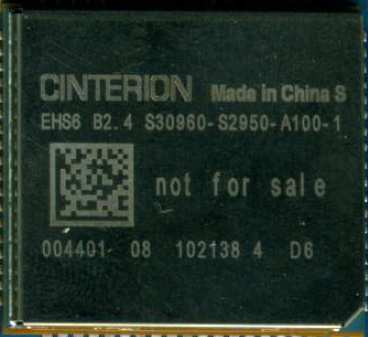 CINTERION Made in China S
EHS6 B2.4 S30960-S2950-A100-1
not for sale
004401- 08 102138 4 D6